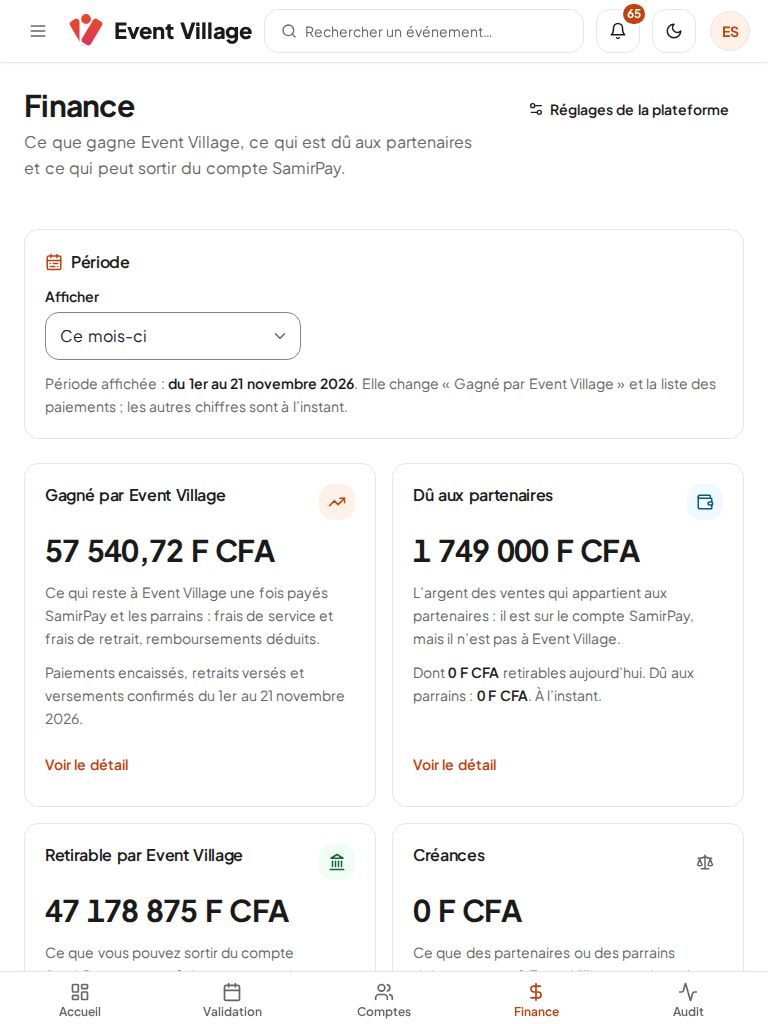 Event Village
Rechercher un événement…
65
ES
Finance
Réglages de la plateforme
Ce que gagne Event Village, ce qui est dû aux partenaires
et ce qui peut sortir du compte SamirPay.
Période
Afficher
Ce mois-ci
Période affichée : du 1er au 21 novembre 2026. Elle change « Gagné par Event Village » et la liste des
paiements ; les autres chiffres sont à l'instant.
Gagné par Event Village
57 540,72 F CFA
Ce qui reste à Event Village une fois payés
SamirPay et les parrains : frais de service et
frais de retrait, remboursements déduits.
Paiements encaissés, retraits versés et
versements confirmés du 1er au 21 novembre
2026.
Voir le détail
Dû aux partenaires
1 749 000 F CFA
L'argent des ventes qui appartient aux
partenaires : il est sur le compte SamirPay,
mais il n'est pas à Event Village.
Dont 0 F CFA retirables aujourd'hui. Dû aux
parrains : 0 F CFA. À l'instant.
Voir le détail
Retirable par Event Village
47 178 875 F CFA
Ce que vous pouvez sortir du compte
Créances
0 F CFA
Ce que des partenaires ou des parrains
Accueil
Validation
Comptes
Finance
Audit